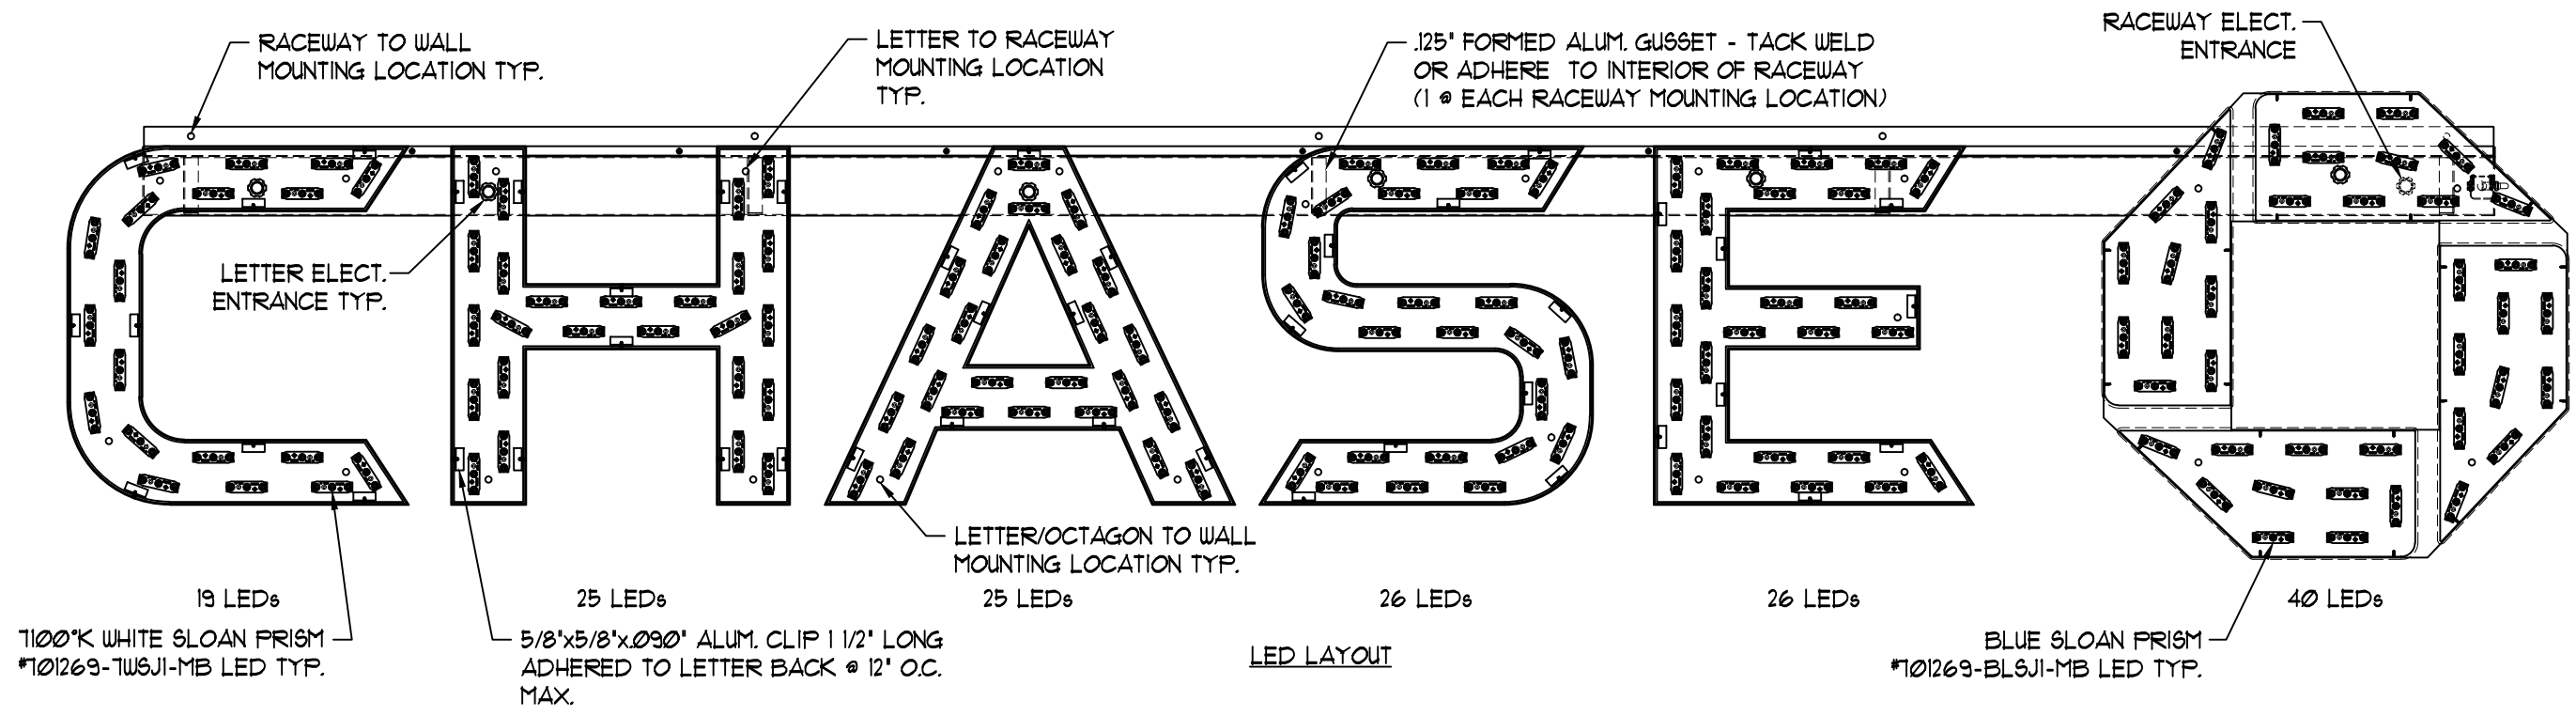 RACEWAY TO WALL
MOUNTING LOCATION TYP.
LETTER TO RACEWAY
MOUNTING LOCATION
TYP.
.125" FORMED ALUM. GUSSET - TACK WELD
OR ADHERE TO INTERIOR OF RACEWAY
(1 @ EACH RACEWAY MOUNTING LOCATION)
RACEWAY ELECT.
ENTRANCE
LETTER ELECT.
ENTRANCE TYP.
CHASE
LETTER/OCTAGON TO WALL
MOUNTING LOCATION TYP.
19 LEDs
25 LEDs
25 LEDs
26 LEDs
26 LEDs
40 LEDs
7100°K WHITE SLOAN PRISM
#701269-7WSJ1-MB LED TYP.
5/8"x5/8"x.090" ALUM. CLIP 1 1/2" LONG
ADHERED TO LETTER BACK @ 12" O.C.
MAX.
LED LAYOUT
BLUE SLOAN PRISM
#701269-BLSJ1-MB LED TYP.